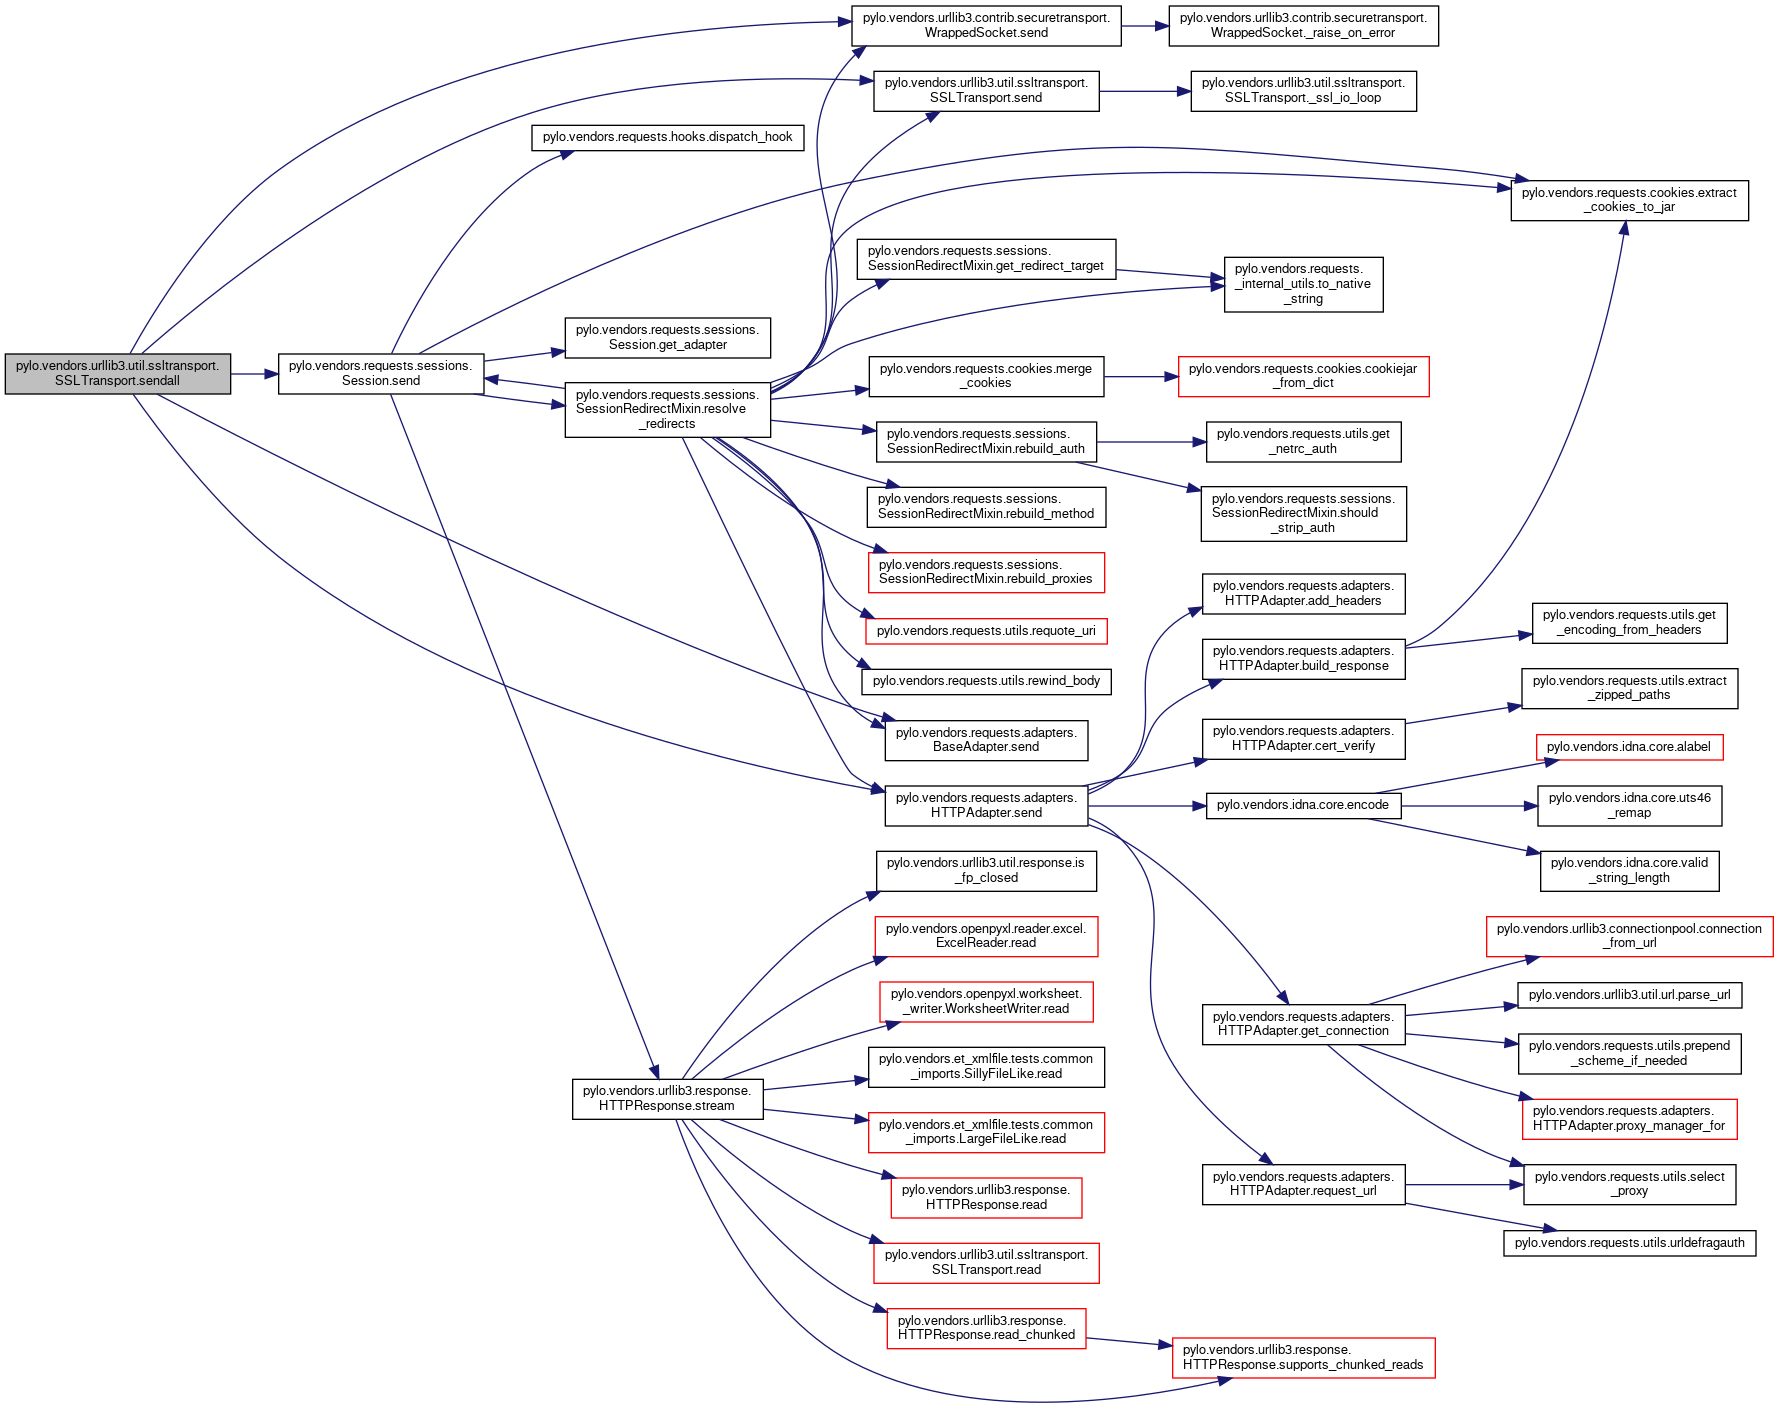 pylo.vendors.urllib3.util.ssltransport.
SSLTransport.sendall
pylo.vendors.requests.sessions.
Session.send
pylo.vendors.requests.hooks.dispatch_hook
pylo.vendors.requests.sessions.
Session.get_adapter
pylo.vendors.requests.sessions.
SessionRedirectMixin.resolve
_redirects
pylo.vendors.urllib3.response.
HTTPResponse.stream
pylo.vendors.urllib3.contrib.securetransport.
WrappedSocket.send
pylo.vendors.urllib3.util.ssltransport.
SSLTransport.send
pylo.vendors.requests.sessions.
SessionRedirectMixin.get_redirect_target
pylo.vendors.requests.cookies.merge
_cookies
pylo.vendors.requests.sessions.
SessionRedirectMixin.rebuild_auth
pylo.vendors.requests.sessions.
SessionRedirectMixin.rebuild_method
pylo.vendors.requests.sessions.
SessionRedirectMixin.rebuild_proxies
pylo.vendors.requests.utils.requote_uri
pylo.vendors.requests.utils.rewind_body
pylo.vendors.requests.adapters.
BaseAdapter.send
pylo.vendors.requests.adapters.
HTTPAdapter.send
pylo.vendors.urllib3.util.response.is
_fp_closed
pylo.vendors.openpyxl.reader.excel.
ExcelReader.read
pylo.vendors.openpyxl.worksheet.
_writer.WorksheetWriter.read
pylo.vendors.et_xmlfile.tests.common
_imports.SillyFileLike.read
pylo.vendors.et_xmlfile.tests.common
_imports.LargeFileLike.read
pylo.vendors.urllib3.response.
HTTPResponse.read
pylo.vendors.urllib3.util.ssltransport.
SSLTransport.read
pylo.vendors.urllib3.response.
HTTPResponse.read_chunked
pylo.vendors.urllib3.contrib.securetransport.
WrappedSocket._raise_on_error
pylo.vendors.urllib3.util.ssltransport.
SSLTransport._ssl_io_loop
pylo.vendors.requests.
_internal_utils.to_native
_string
pylo.vendors.requests.cookies.cookiejar
_from_dict
pylo.vendors.requests.utils.get
_netrc_auth
pylo.vendors.requests.sessions.
SessionRedirectMixin.should
_strip_auth
pylo.vendors.requests.adapters.
HTTPAdapter.add_headers
pylo.vendors.requests.adapters.
HTTPAdapter.build_response
pylo.vendors.requests.adapters.
HTTPAdapter.cert_verify
pylo.vendors.idna.core.encode
pylo.vendors.requests.adapters.
HTTPAdapter.get_connection
pylo.vendors.requests.adapters.
HTTPAdapter.request_url
pylo.vendors.urllib3.response.
HTTPResponse.supports_chunked_reads
pylo.vendors.requests.cookies.extract
_cookies_to_jar
pylo.vendors.requests.utils.get
_encoding_from_headers
pylo.vendors.requests.utils.extract
_zipped_paths
pylo.vendors.idna.core.alabel
pylo.vendors.idna.core.uts46
_remap
pylo.vendors.idna.core.valid
_string_length
pylo.vendors.urllib3.connectionpool.connection
_from_url
pylo.vendors.urllib3.util.url.parse_url
pylo.vendors.requests.utils.prepend
_scheme_if_needed
pylo.vendors.requests.adapters.
HTTPAdapter.proxy_manager_for
pylo.vendors.requests.utils.select
_proxy
pylo.vendors.requests.utils.urldefragauth